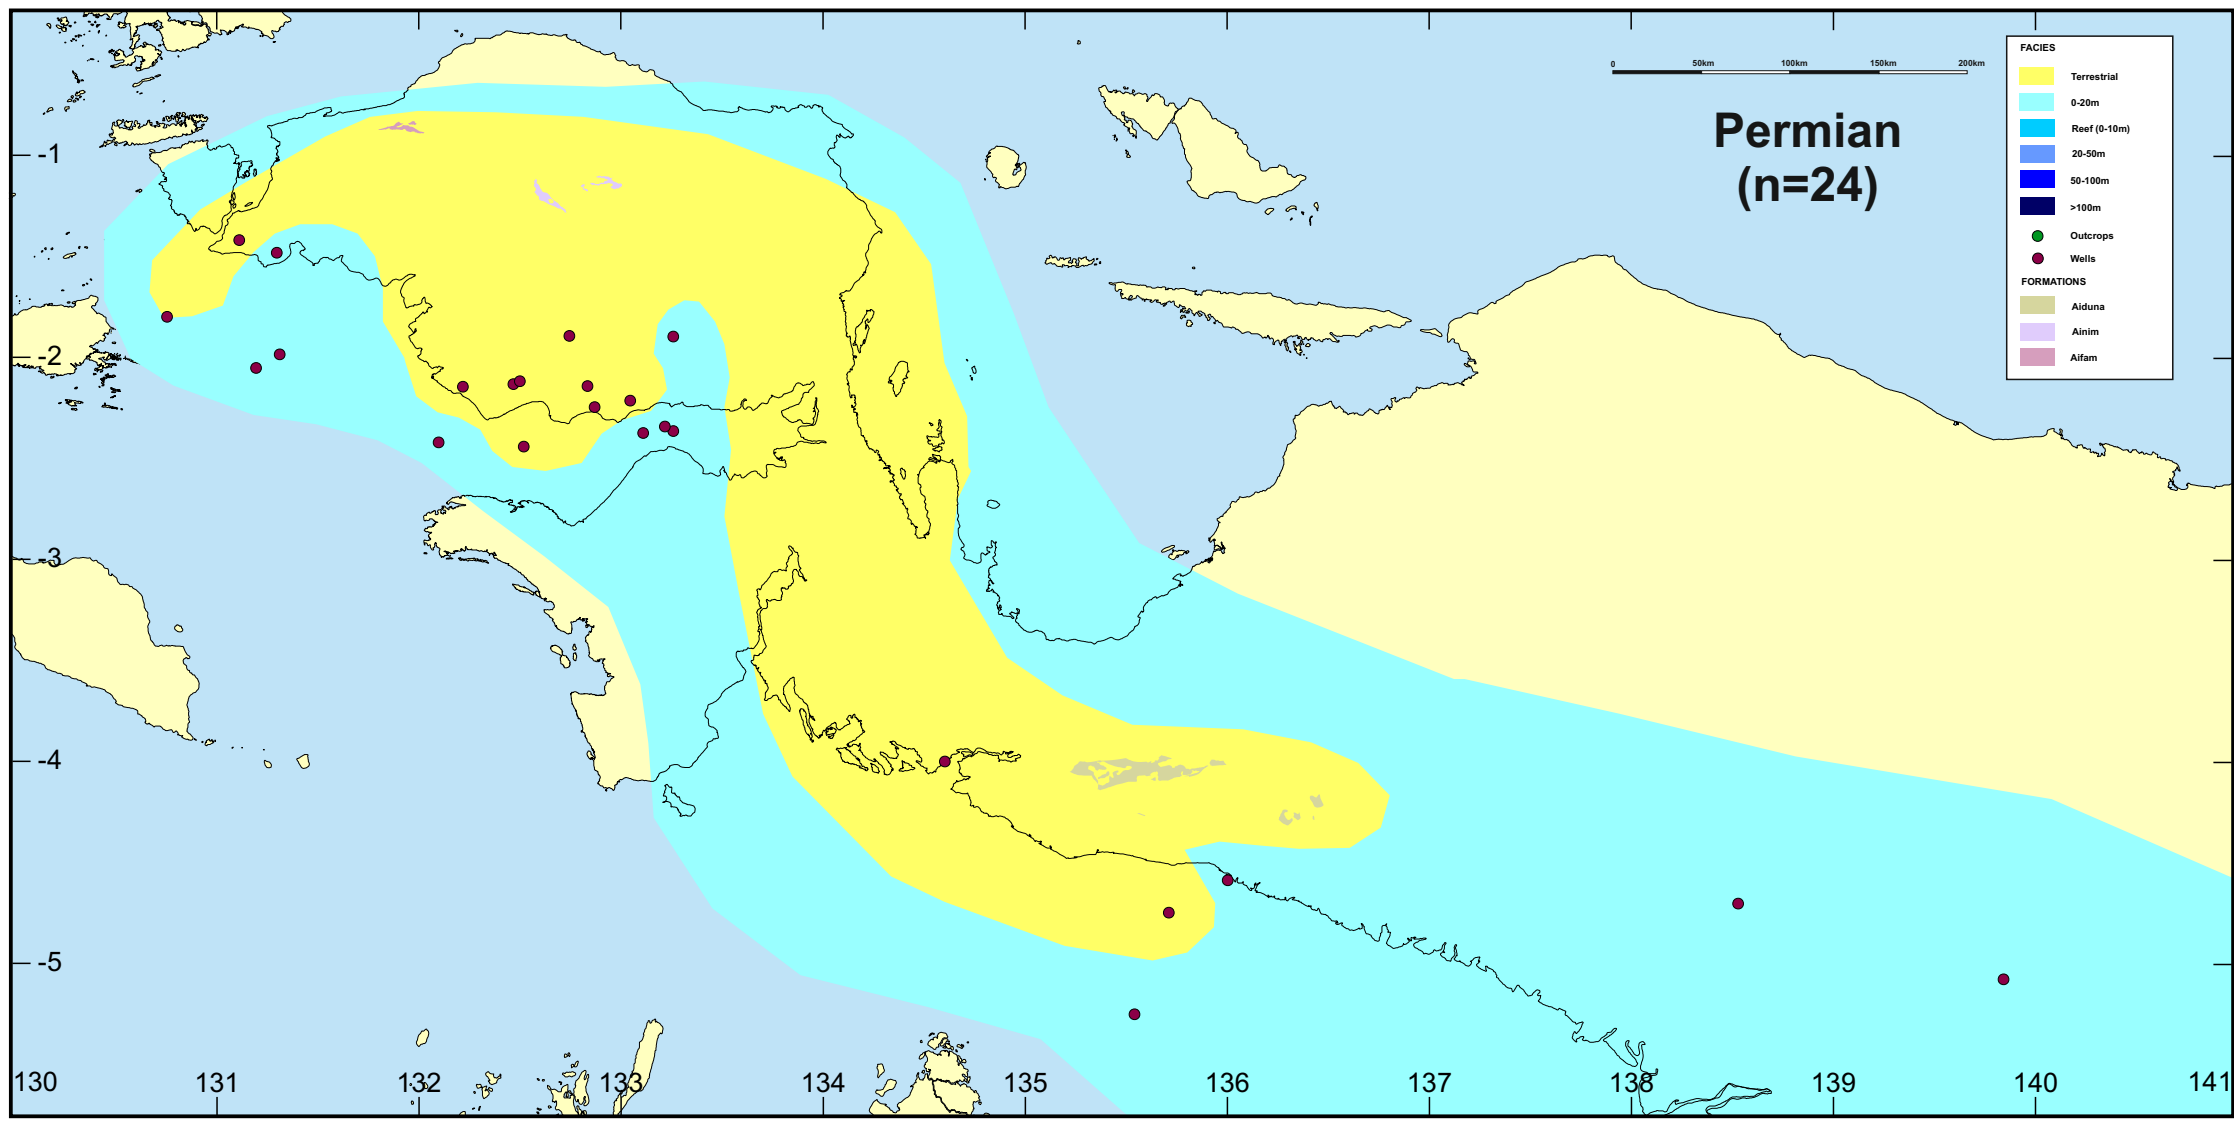 0 50km 100km 150km 200km
Permian
(n=24)
FACIES
Terrestrial
0-20m
Reef (0-10m)
20-50m
50-100m
>100m
Outcrops
Wells
FORMATIONS
Aiduna
Ainim
Aifam
-1
-2
-3
-4
-5
130 131 132 133 134 135 136 137 138 139 140 141